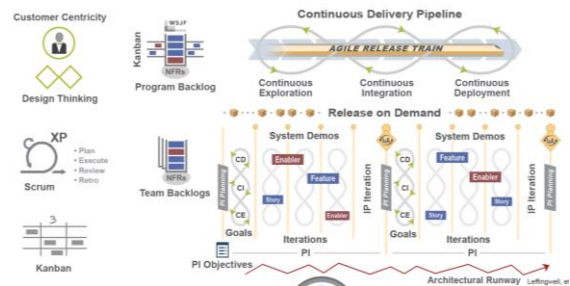 Customer Centricity
Design Thinking
XP
• Plan
• Execute
• Review
• Retro
Scrum
3
Kanban
Kanban
WSJF
NFRs
Program Backlog
NFRs
Team Backlogs
Continuous Delivery Pipeline
AGILE RELEASE TRAIN
Continuous Exploration
Continuous Integration
Continuous Deployment
Release on Demand
System Demos
System Demos
PI Planning
CD
CI
CE
Goals
Enabler
Feature
Story
Enabler
Iterations
IP Iteration
PI Planning
CD
CI
CE
Goals
Feature
Enabler
Story
Story
Iterations
IP Iteration
PI Planning
PI
PI
PI Objectives
Architectural Runway
Leffingwell, et